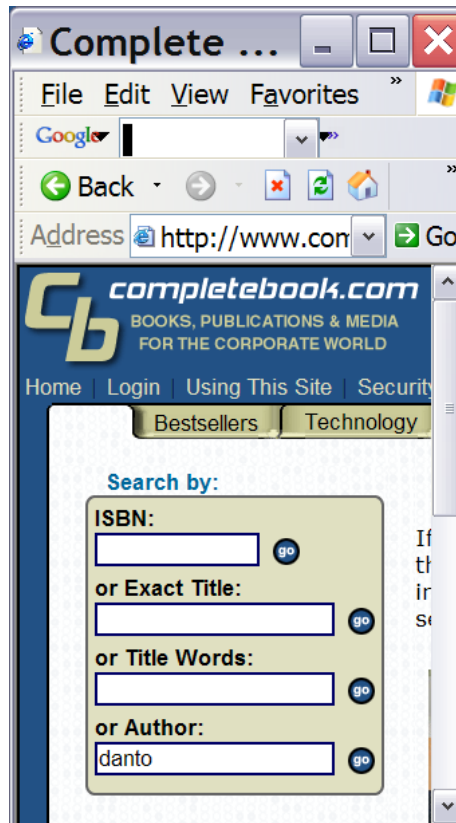 Complete ...
File Edit View Favorites »
Google »
Back »
Address http://www.com Go
Cb completebook.com
BOOKS, PUBLICATIONS & MEDIA
FOR THE CORPORATE WORLD
Home | Login | Using This Site | Security
Bestsellers Technology
Search by:
ISBN:
go
If
or Exact Title:
go
or Title Words:
go
or Author:
danto go